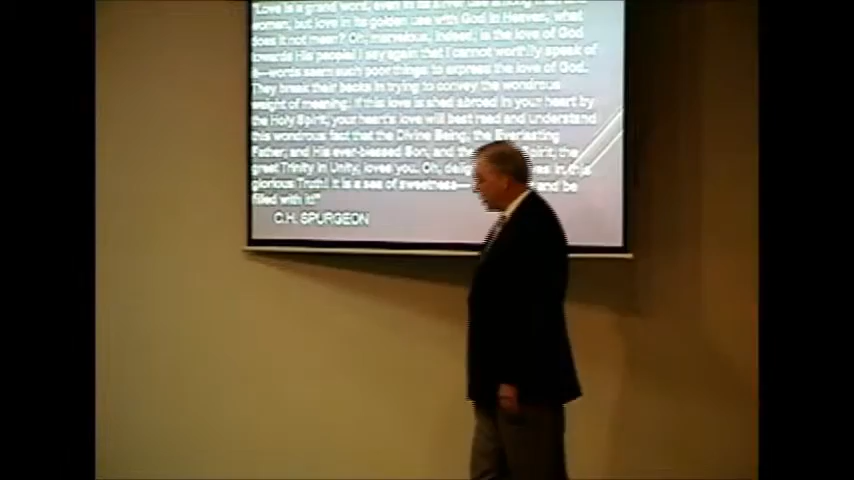 "Love is a grand word, even in its
women, but love in its golden use with God in Heaven, what
does it not mean? Oh, marvelous, indeed, is the love of God
towards His people! I say again that I cannot worthily speak of
it—words seem such poor things to express the love of God.
They break their backs in trying to convey the wondrous
weight of meaning. If this love is shed abroad in your heart by
the Holy Spirit, your heart's love will best read and understand
this wondrous fact that the Divine Being, the Everlasting
Father, and His ever-blessed Son, and the Spirit, the
great Trinity in Unity, loves you. Oh, in this
glorious Truth! It is a sea of sweetness— and be
filled with it!"
C.H. SPURGEON